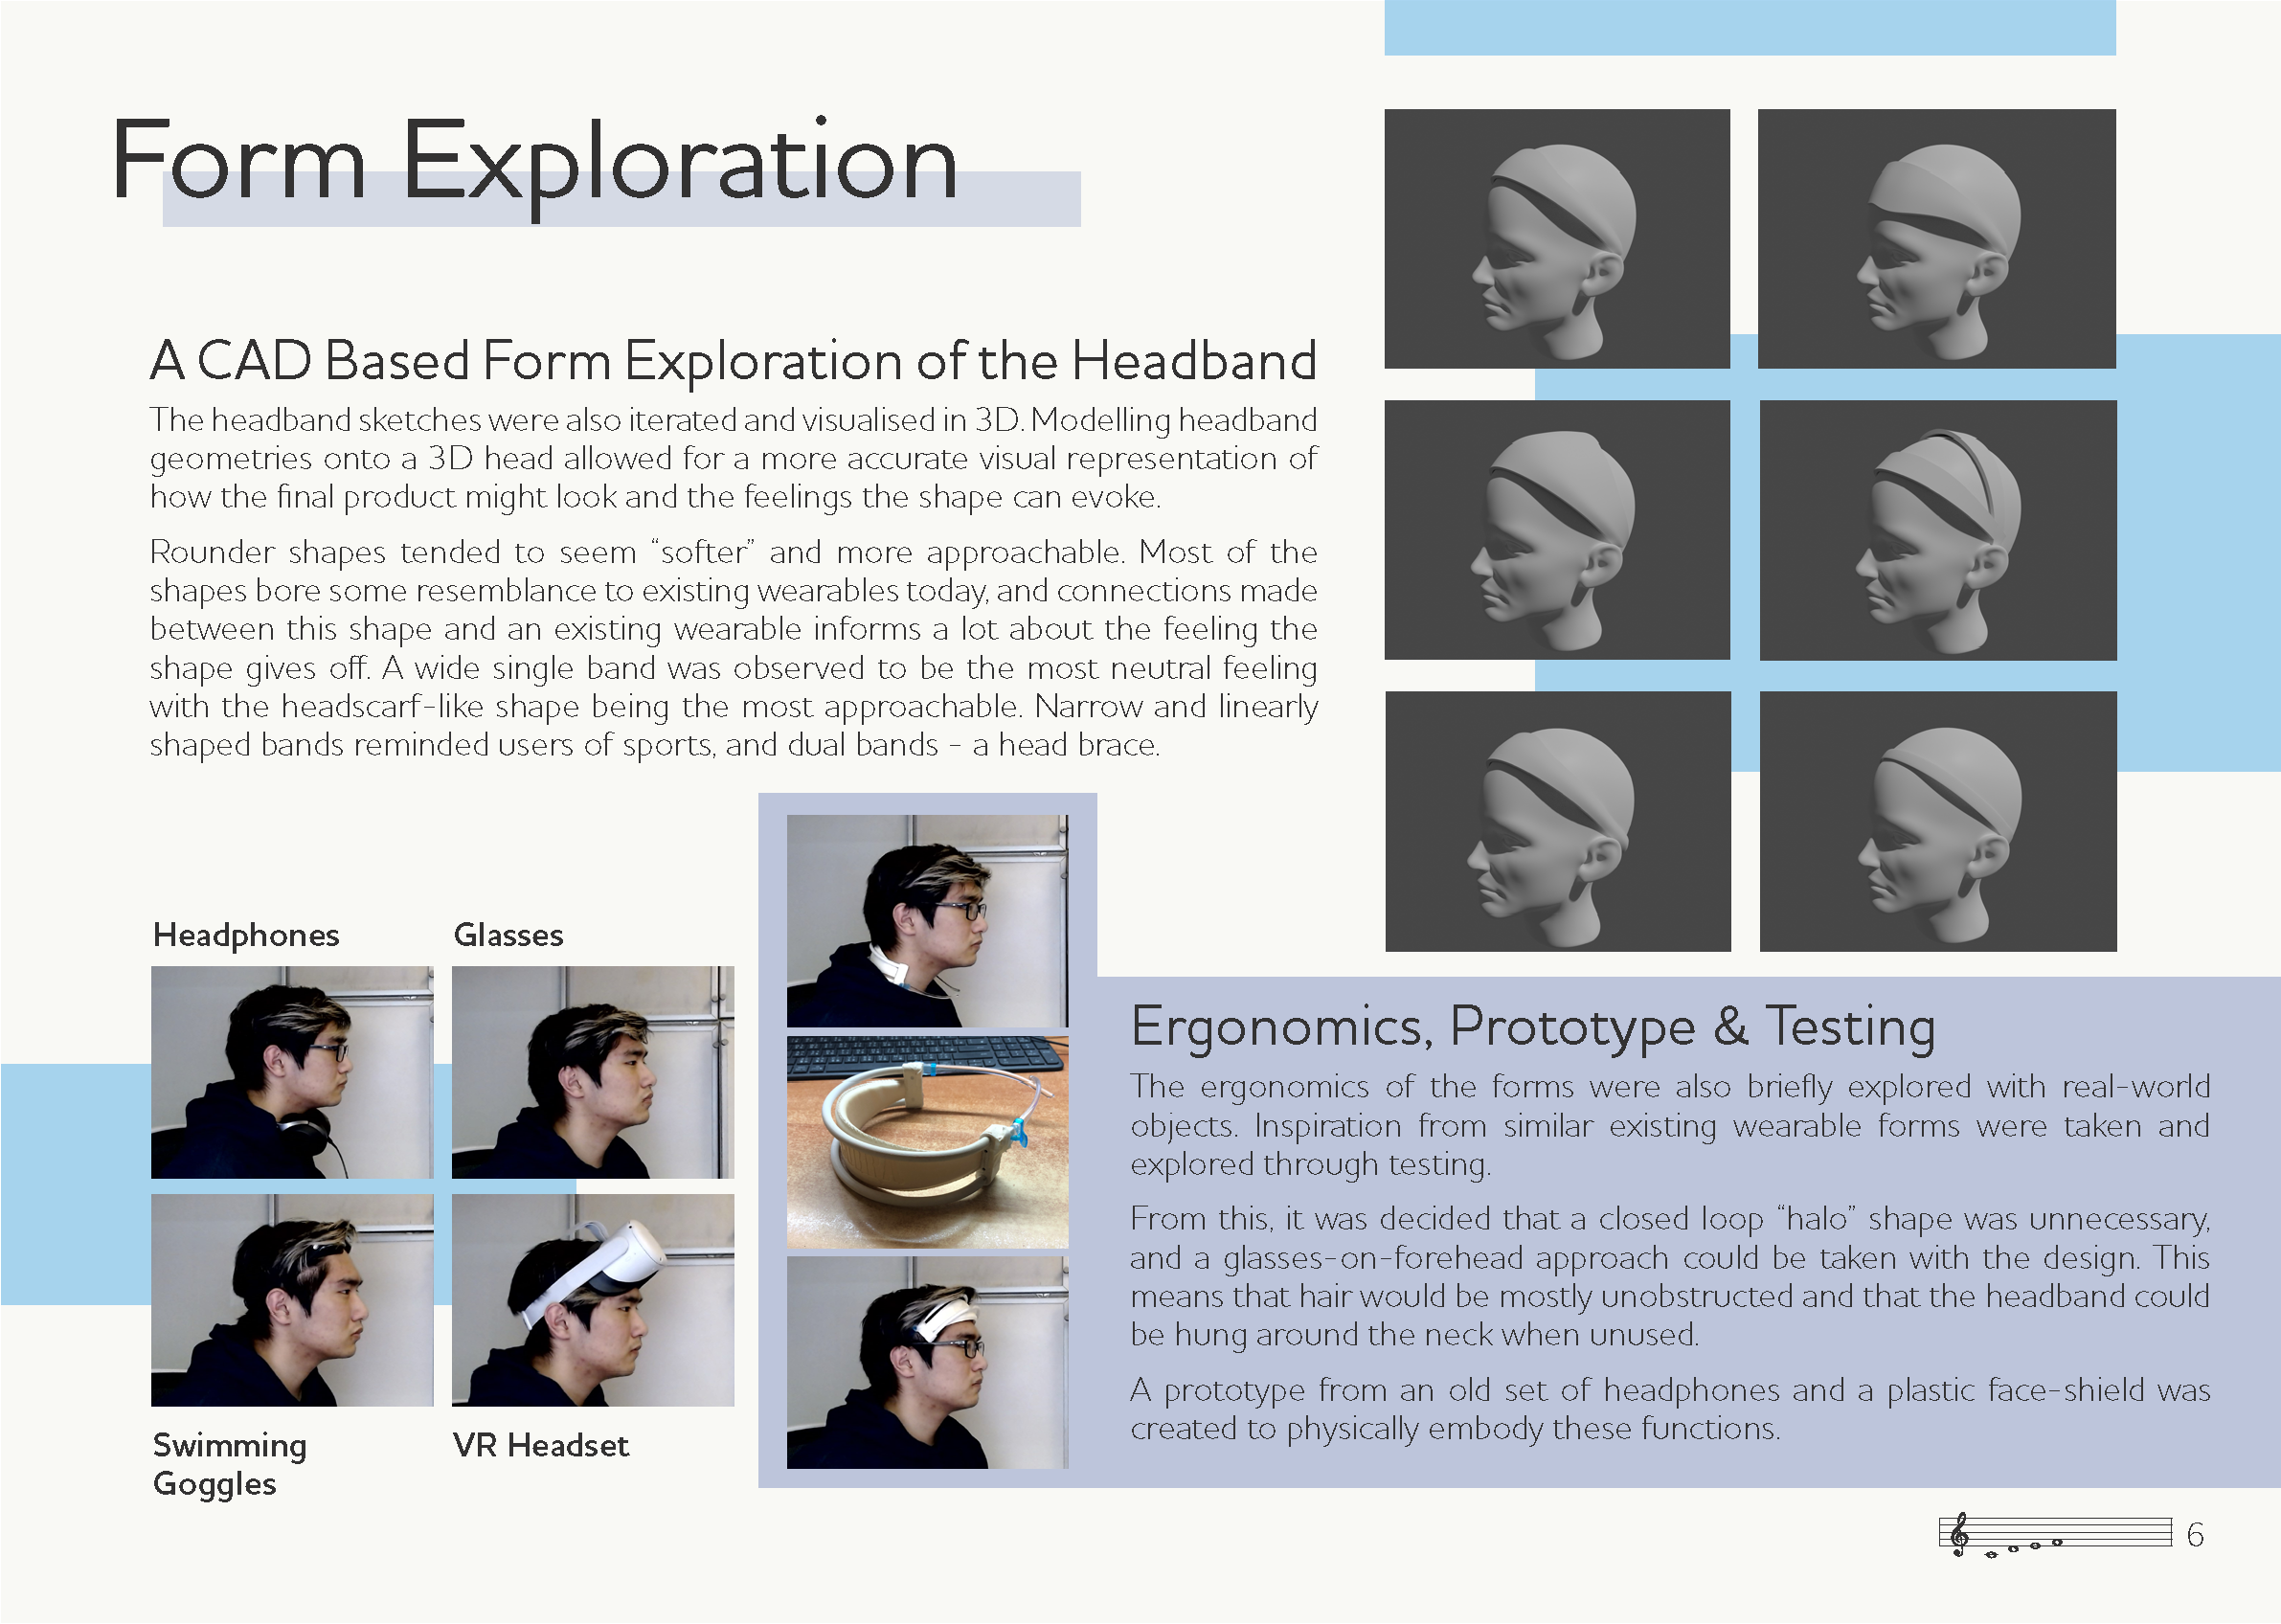 Form Exploration
A CAD Based Form Exploration of the Headband
The headband sketches were also iterated and visualised in 3D. Modelling headband
geometries onto a 3D head allowed for a more accurate visual representation of
how the final product might look and the feelings the shape can evoke.
Rounder shapes tended to seem “softer” and more approachable. Most of the
shapes bore some resemblance to existing wearables today, and connections made
between this shape and an existing wearable informs a lot about the feeling the
shape gives off. A wide single band was observed to be the most neutral feeling
with the headscarf-like shape being the most approachable. Narrow and linearly
shaped bands reminded users of sports, and dual bands - a head brace.
Headphones
Glasses
Swimming
Goggles
VR Headset
Ergonomics, Prototype & Testing
The ergonomics of the forms were also briefly explored with real-world
objects. Inspiration from similar existing wearable forms were taken and
explored through testing.
From this, it was decided that a closed loop “halo” shape was unnecessary,
and a glasses-on-forehead approach could be taken with the design. This
means that hair would be mostly unobstructed and that the headband could
be hung around the neck when unused.
A prototype from an old set of headphones and a plastic face-shield was
created to physically embody these functions.
6